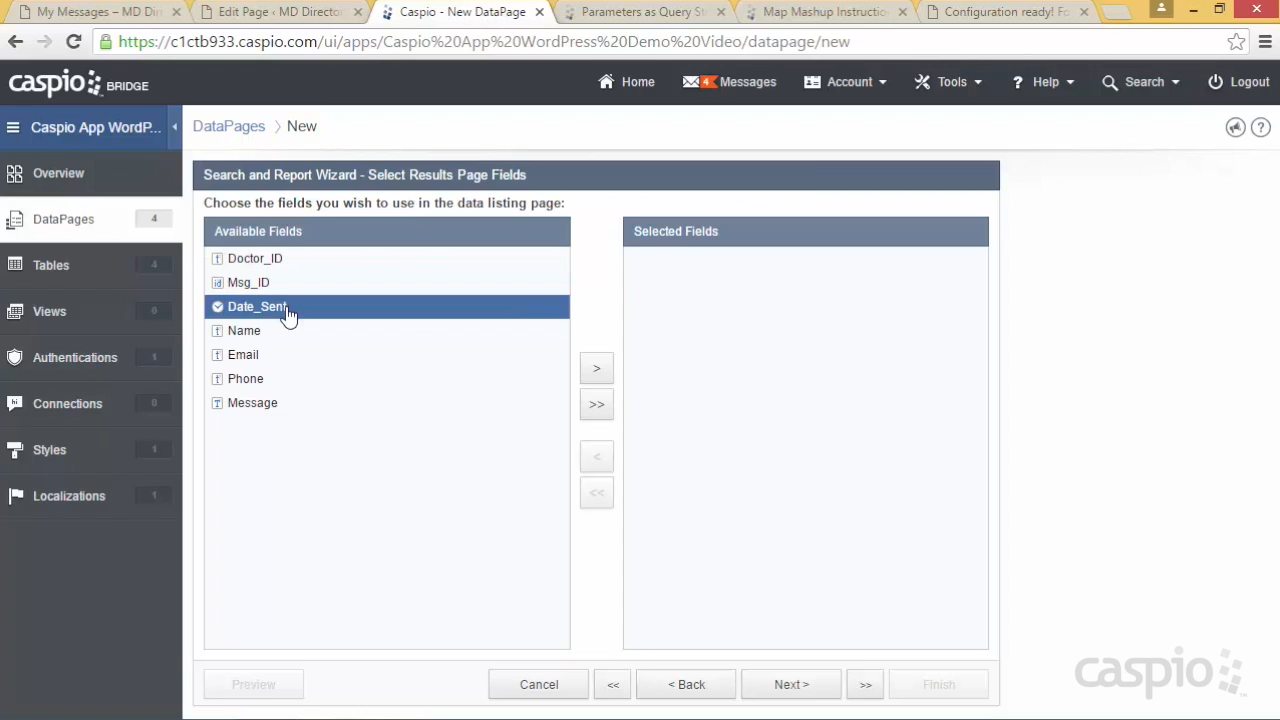 My Messages – MD Dir
Edit Page ‹ MD Director
Caspio - New DataPage
Parameters as Query St
Map Mashup Instructio
Configuration ready! Fo
https://c1ctb933.caspio.com/ui/apps/Caspio%20App%20WordPress%20Demo%20Video/datapage/new
caspio BRIDGE
Home
4 Messages
Account
Tools
? Help
Search
Logout
Caspio App WordP...
DataPages
New
?
Overview
DataPages 4
Tables 4
Views 0
Authentications 1
hi Connections 0
Styles 1
Localizations 1
Search and Report Wizard - Select Results Page Fields
Choose the fields you wish to use in the data listing page:
Available Fields
Selected Fields
Doctor_ID
id Msg_ID
Date_Sent
Name
Email
Phone
Message
>
>>
<
<<
Preview
Cancel
<<
< Back
Next >
>>
Finish
caspio